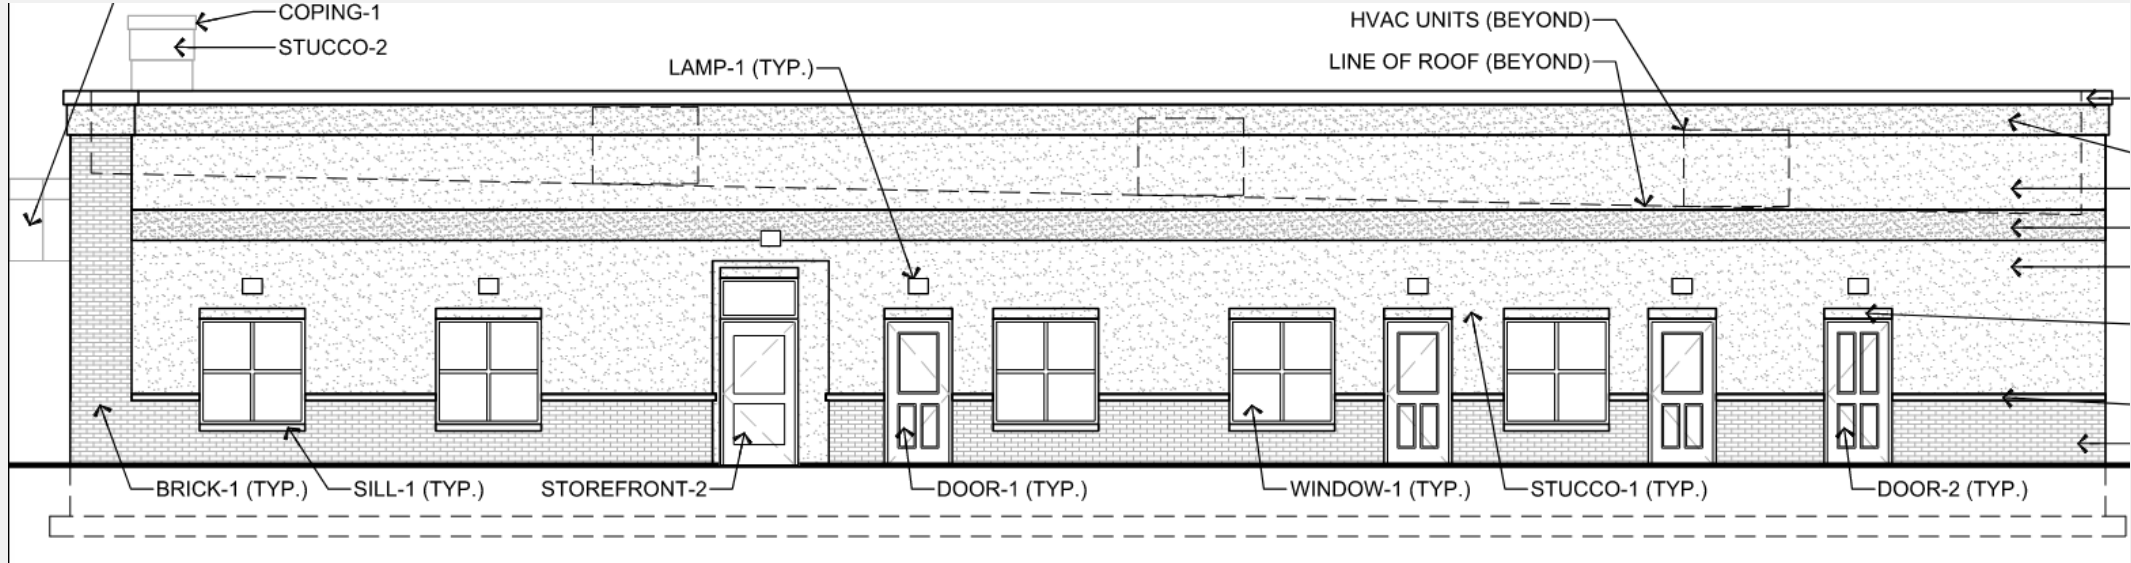 COPING-1
STUCCO-2
HVAC UNITS (BEYOND)
LINE OF ROOF (BEYOND)
LAMP-1 (TYP.)
BRICK-1 (TYP.)
SILL-1 (TYP.)
STOREFRONT-2
DOOR-1 (TYP.)
WINDOW-1 (TYP.)
STUCCO-1 (TYP.)
DOOR-2 (TYP.)